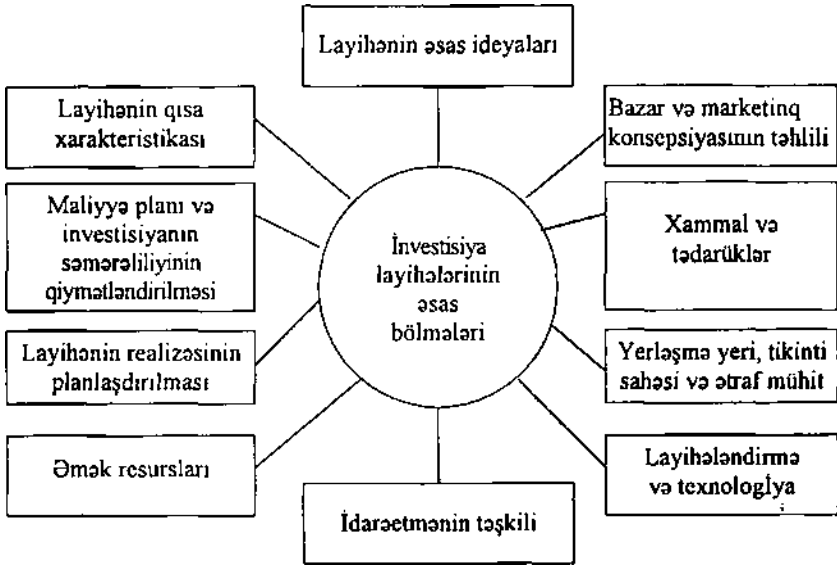 Layihənin əsas ideyaları
Layihənin qısa
xarakteristikası
Bazar və marketinq
konsepsiyasının təhlili
Maliyyə planı və
investisiyanın
səmərəliliyinin
qiymətləndirilməsi
İnvestisiya
layihələrinin
əsas
bölmələri
Xammal və
tədarüklər
Layihənin realizəsinin
planlaşdırılması
Yerləşmə yeri, tikinti
sahəsi və ətraf mühit
Əmək resursları
Layihələndirmə
və texnologİya
İdarəetmənin təşkili